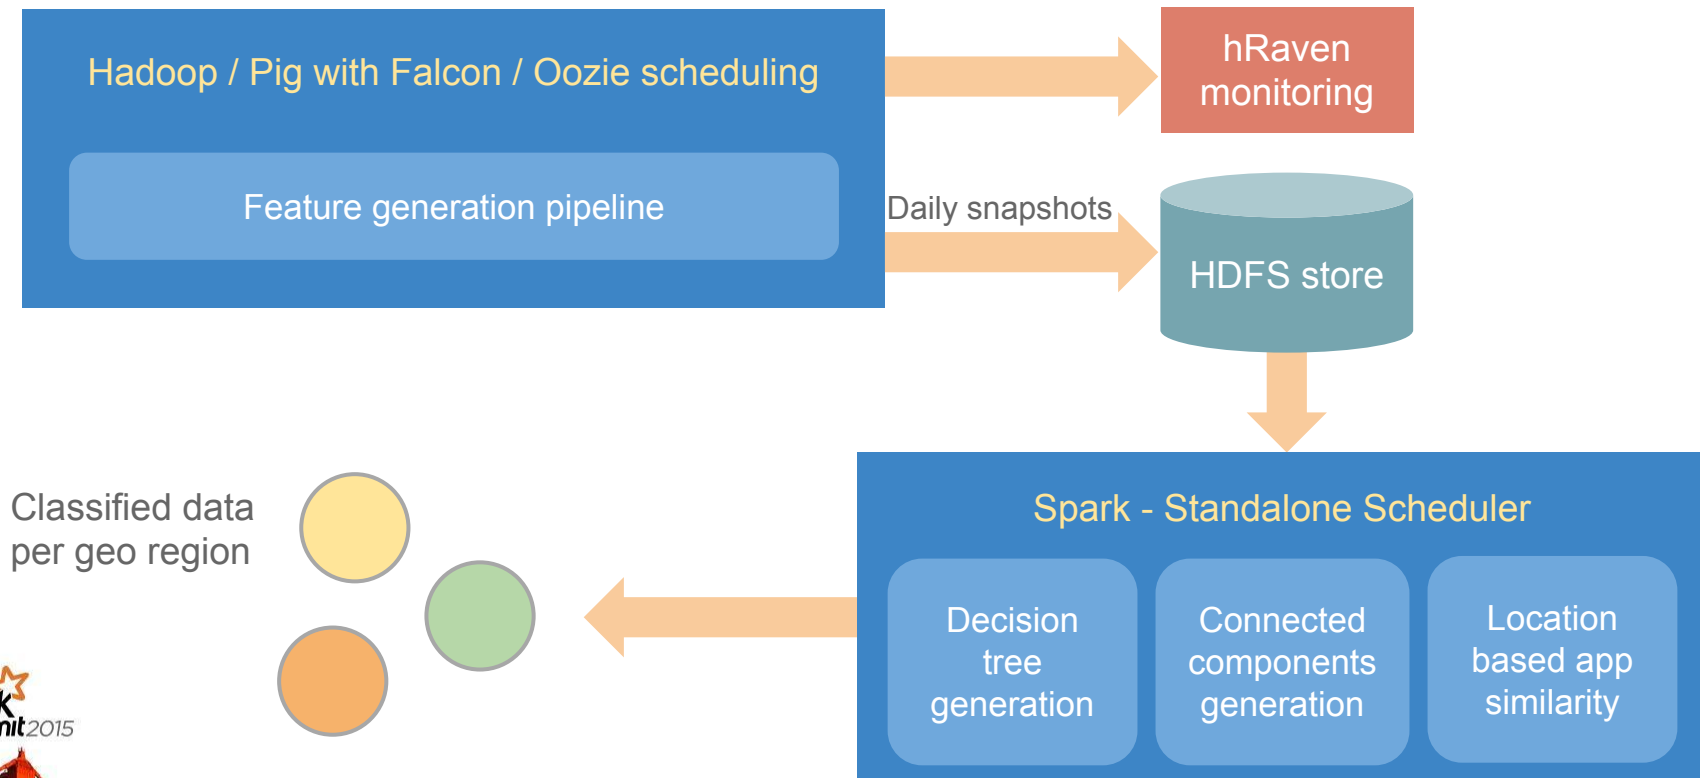 Hadoop / Pig with Falcon / Oozie scheduling
Feature generation pipeline
hRaven
monitoring
Daily snapshots
HDFS store
Spark - Standalone Scheduler
Decision
tree
generation
Connected
components
generation
Location
based app
similarity
Classified data
per geo region
2015